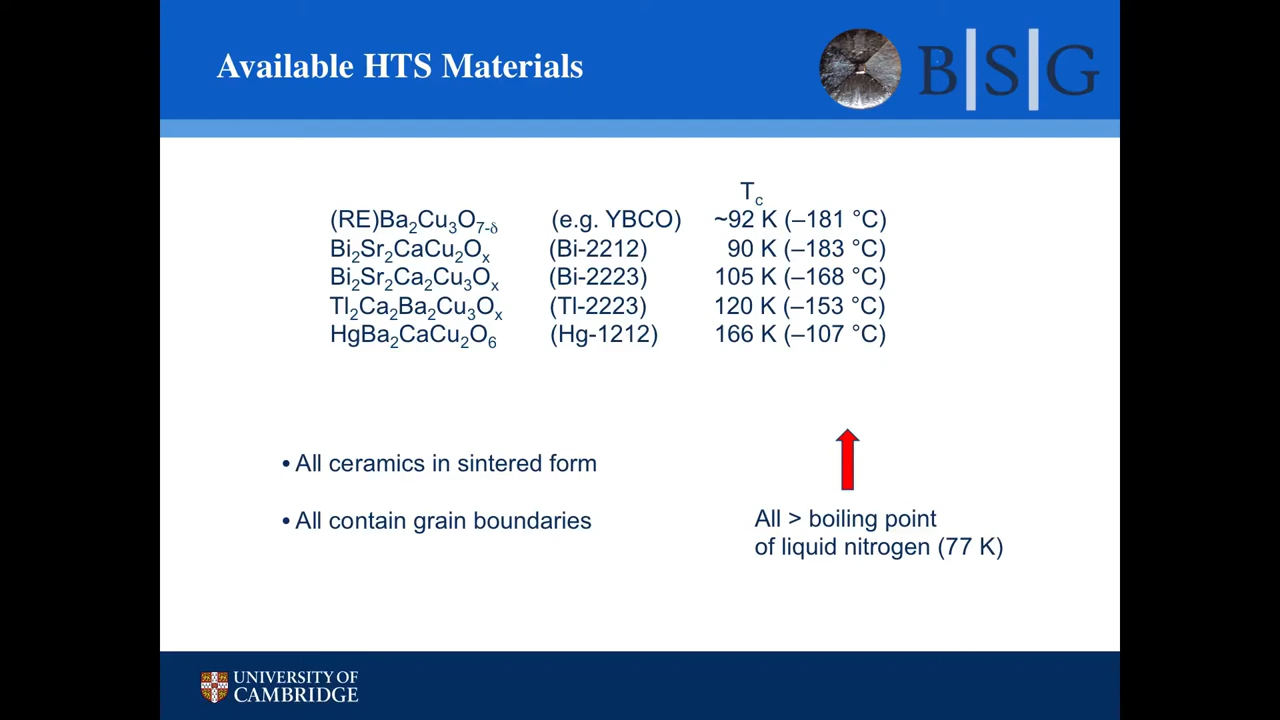 Available HTS Materials
B|S|G
T_c
(RE)Ba₂Cu₃O₇₋δ (e.g. YBCO) ~92 K (–181 °C)
Bi₂Sr₂CaCu₂Oₓ (Bi-2212) 90 K (–183 °C)
Bi₂Sr₂Ca₂Cu₃Oₓ (Bi-2223) 105 K (–168 °C)
Tl₂Ca₂Ba₂Cu₃Oₓ (Tl-2223) 120 K (–153 °C)
HgBa₂CaCu₂O₆ (Hg-1212) 166 K (–107 °C)
• All ceramics in sintered form
• All contain grain boundaries
All > boiling point
of liquid nitrogen (77 K)
UNIVERSITY OF
CAMBRIDGE